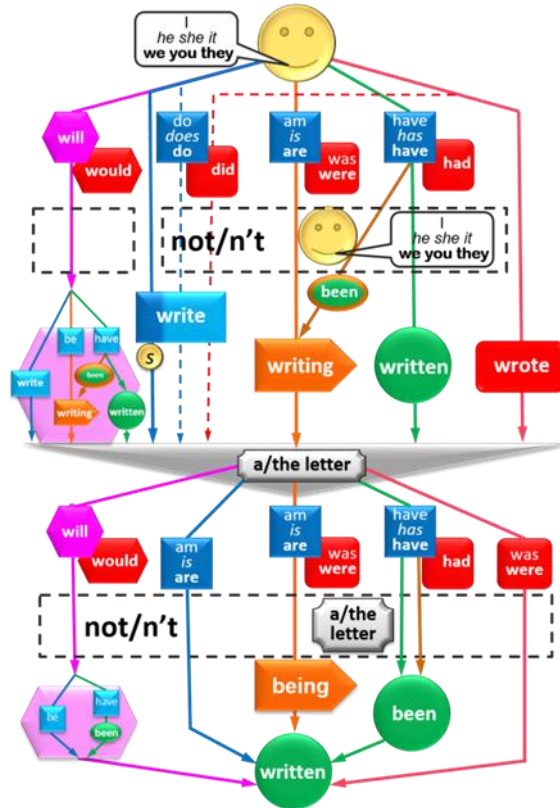 I
he she it
we you they
will
would
do
does
do
did
am
is
are
was
were
have
has
have
had
not/n't
I
he she it
we you they
been
write
S
writing
written
wrote
be
have
write
been
writing
written
a/the letter
will
would
am
is
are
am
is
are
was
were
have
has
have
had
was
were
not/n't
a/the
letter
being
been
be
have
been
written